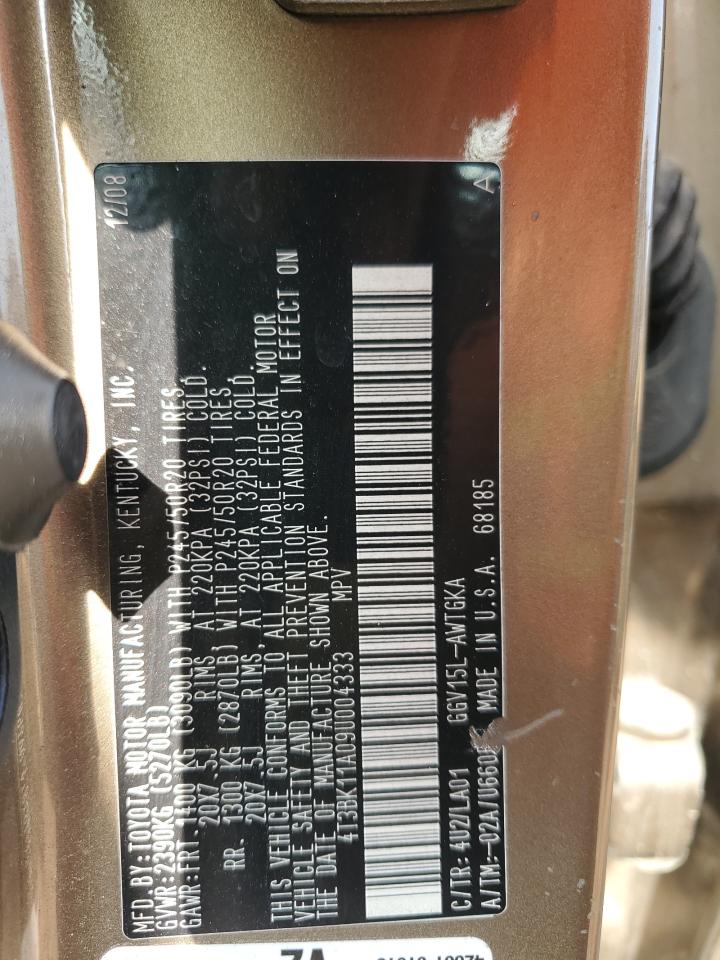 MFD.BY:TOYOTA MOTOR MANUFACTURING, KENTUCKY, INC. 12/08
GVWR:2390KG (5270LB)
GAWR:FRT 1400 KG (3090LB) WITH P245/50R20 TIRES
20X7.5J RIMS, AT 220KPA (32PSI) COLD.
RR. 1300 KG (2870LB) WITH P245/50R20 TIRES
20X7.5J RIMS, AT 220KPA (32PSI) COLD.
THIS VEHICLE CONFORMS TO ALL APPLICABLE FEDERAL MOTOR
VEHICLE SAFETY AND THEFT PREVENTION STANDARDS IN EFFECT ON
THE DATE OF MANUFACTURE SHOWN ABOVE.
4T3BK11A09U004333 MPV
C/TR:4U2/LA01 GGV15L-AWTGKA
A/TM:-02A/ MADE IN U.S.A. 68185 A